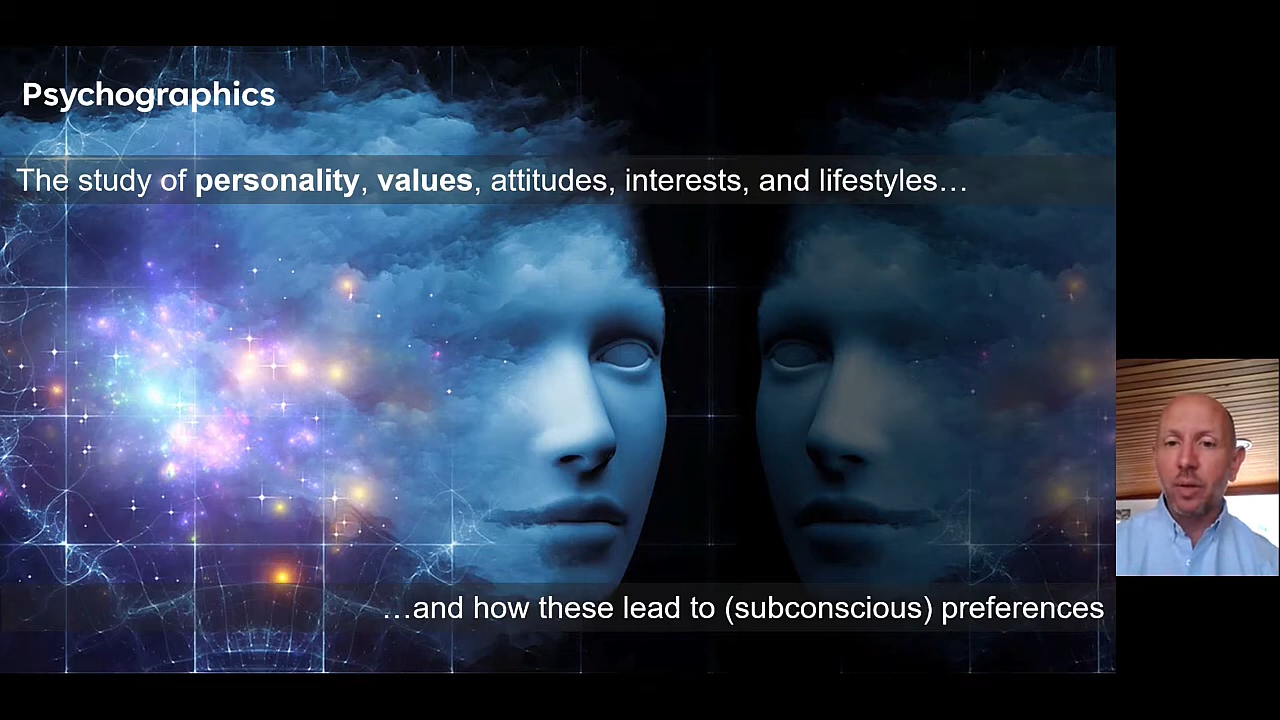 Psychographics
The study of personality, values, attitudes, interests, and lifestyles…
…and how these lead to (subconscious) preferences